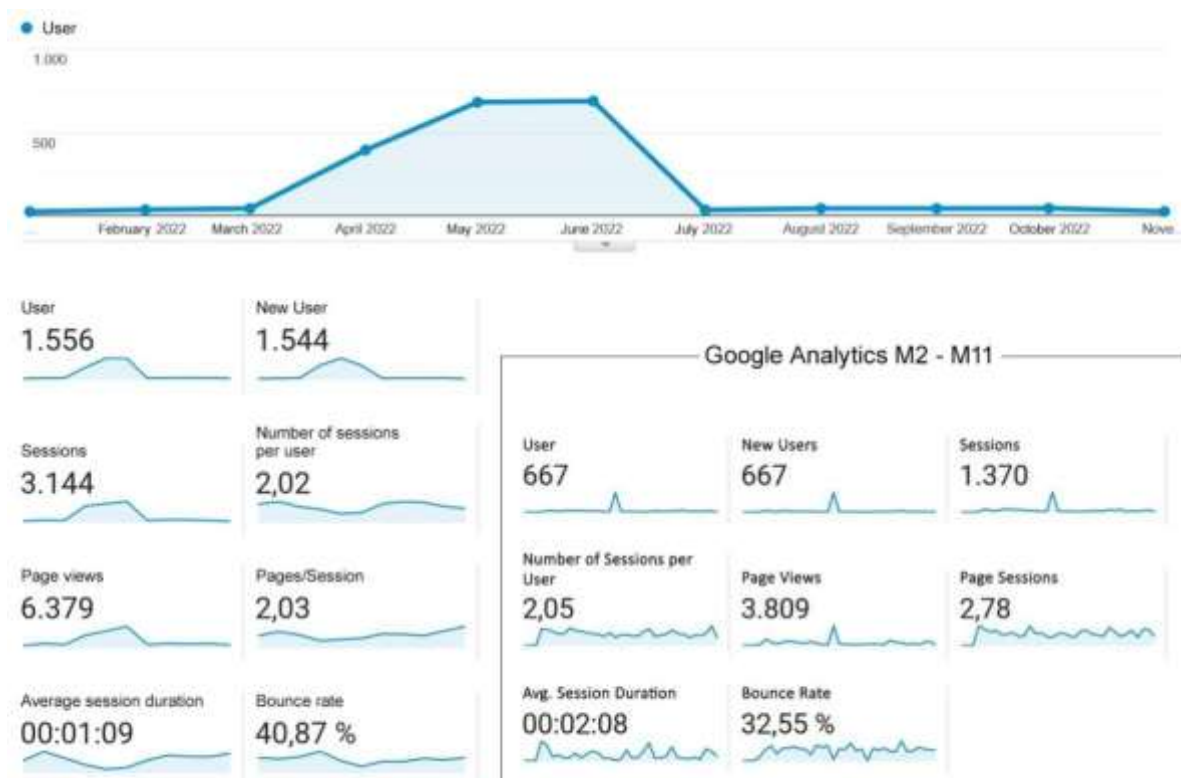 User
1.000
500
...
February 2022
March 2022
April 2022
May 2022
June 2022
July 2022
August 2022
September 2022
October 2022
Nove...
User
1.556
New User
1.544
Sessions
3.144
Number of sessions
per user
2,02
Page views
6.379
Pages/Session
2,03
Average session duration
00:01:09
Bounce rate
40,87 %
Google Analytics M2 - M11
User
667
New Users
667
Sessions
1.370
Number of Sessions per
User
2,05
Page Views
3.809
Page Sessions
2,78
Avg. Session Duration
00:02:08
Bounce Rate
32,55 %